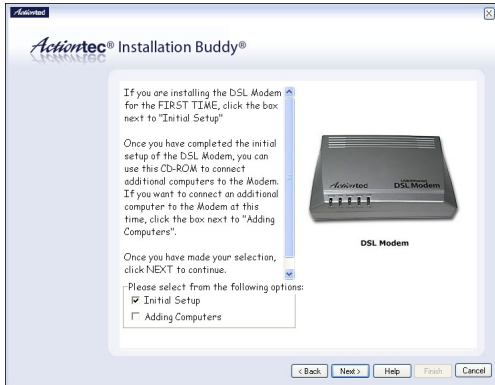 Actiontec
Actiontec® Installation Buddy®
If you are installing the DSL Modem
for the FIRST TIME, click the box
next to "Initial Setup"
Once you have completed the initial
setup of the DSL Modem, you can
use this CD-ROM to connect
additional computers to the Modem.
If you want to connect an additional
computer to the Modem at this
time, click the box next to "Adding
Computers".
Once you have made your selection,
click NEXT to continue.
Actiontec
DSL Modem
DSL Modem
Please select from the following options:
Initial Setup
Adding Computers
< Back Next > Help Finish Cancel